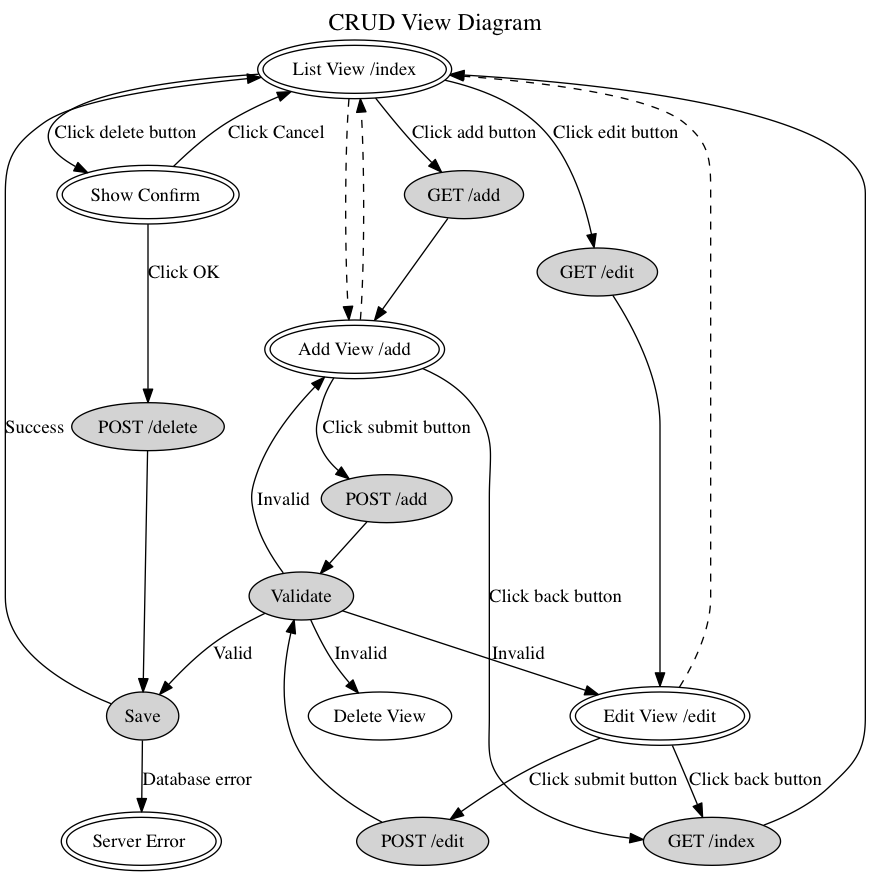 CRUD View Diagram
List View /index
Click delete button
Click Cancel
Click add button
Click edit button
Show Confirm
GET /add
Click OK
GET /edit
Add View /add
Success
POST /delete
Click submit button
Invalid
POST /add
Validate
Click back button
Valid
Invalid
Invalid
Save
Delete View
Edit View /edit
Database error
Click submit button
Click back button
Server Error
POST /edit
GET /index